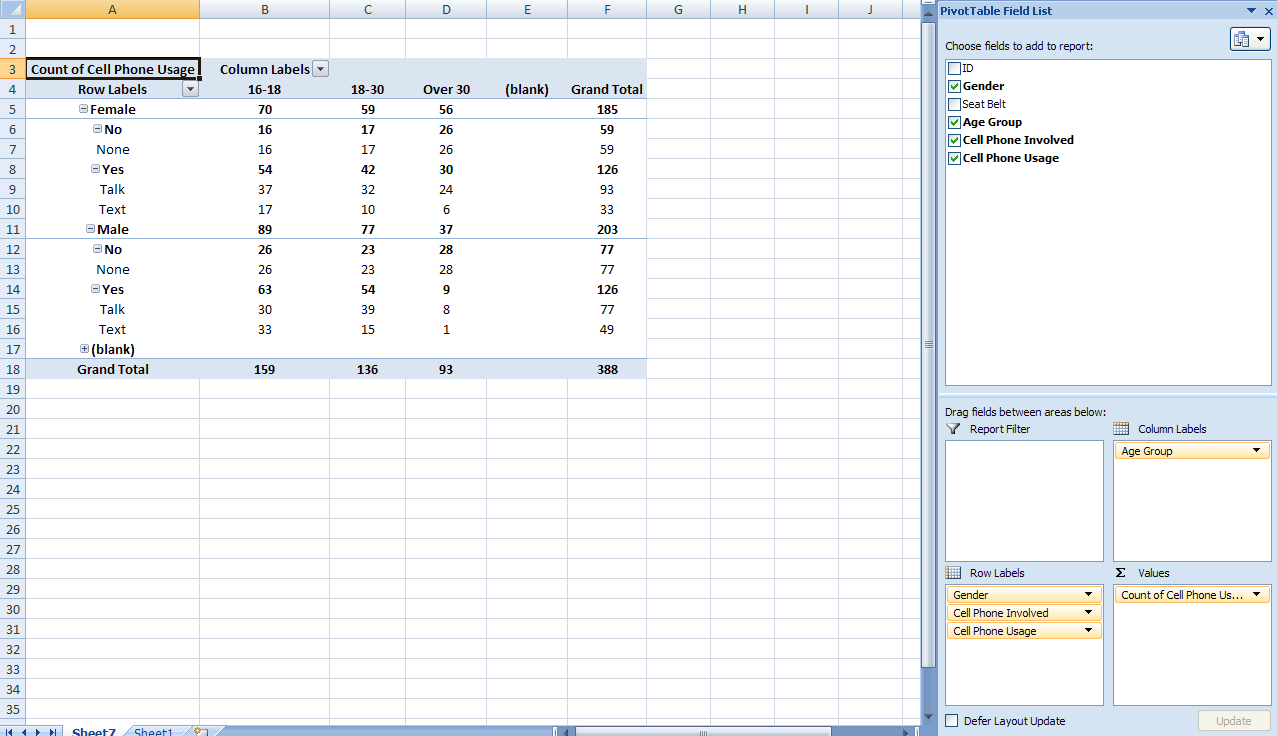 A B C D E F G H I J
1
2
3 Count of Cell Phone Usage Column Labels
4 Row Labels 16-18 18-30 Over 30 (blank) Grand Total
5 Female 70 59 56 185
6 No 16 17 26 59
7 None 16 17 26 59
8 Yes 54 42 30 126
9 Talk 37 32 24 93
10 Text 17 10 6 33
11 Male 89 77 37 203
12 No 26 23 28 77
13 None 26 23 28 77
14 Yes 63 54 9 126
15 Talk 30 39 8 77
16 Text 33 15 1 49
17 (blank)
18 Grand Total 159 136 93 388
19
20
21
22
23
24
25
26
27
28
29
30
31
32
33
34
35
Sheet7 Sheet1
PivotTable Field List
Choose fields to add to report:
ID
Gender
Seat Belt
Age Group
Cell Phone Involved
Cell Phone Usage
Drag fields between areas below:
Report Filter Column Labels
Age Group
Row Labels Σ Values
Gender Count of Cell Phone Us...
Cell Phone Involved
Cell Phone Usage
Defer Layout Update Update